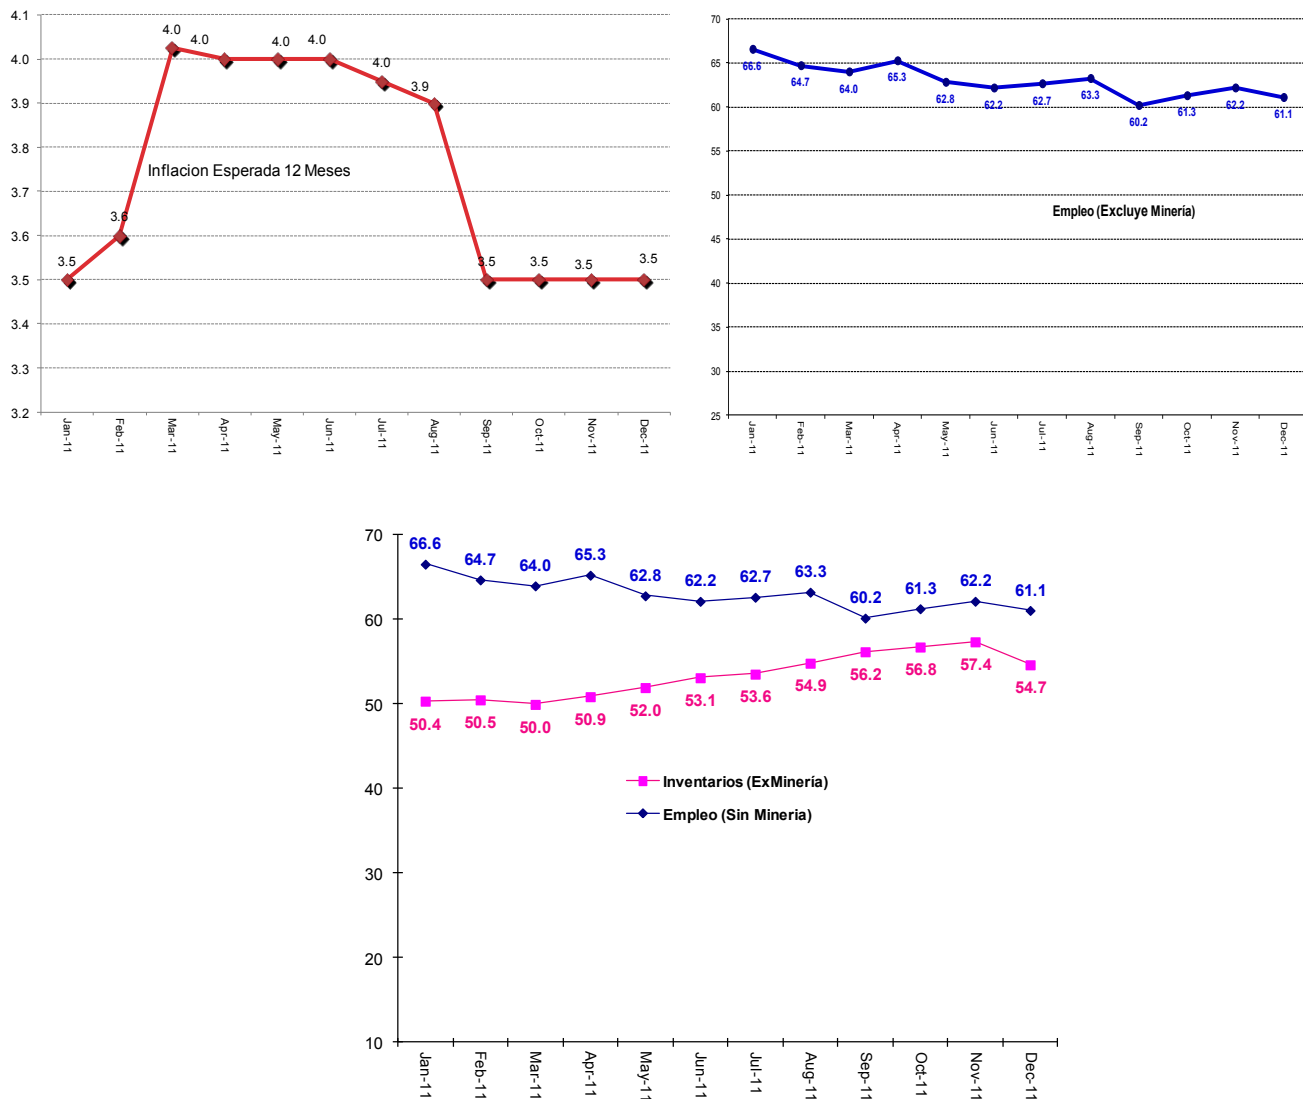 4.1
4.0
3.9
3.8
3.7
3.6
3.5
3.4
3.3
3.2
3.5
3.6
4.0
4.0
4.0
4.0
4.0
3.9
3.5
3.5
3.5
3.5
Inflacion Esperada 12 Meses
Jan-11
Feb-11
Mar-11
Apr-11
May-11
Jun-11
Jul-11
Aug-11
Sep-11
Oct-11
Nov-11
Dec-11
70
65
60
55
50
45
40
35
30
25
66.6
64.7
64.0
65.3
62.8
62.2
62.7
63.3
60.2
61.3
62.2
61.1
Empleo (Excluye Minería)
Jan-11
Feb-11
Mar-11
Apr-11
May-11
Jun-11
Jul-11
Aug-11
Sep-11
Oct-11
Nov-11
Dec-11
70
60
50
40
30
20
10
66.6
64.7
64.0
65.3
62.8
62.2
62.7
63.3
60.2
61.3
62.2
61.1
50.4
50.5
50.0
50.9
52.0
53.1
53.6
54.9
56.2
56.8
57.4
54.7
Inventarios (ExMinería)
Empleo (Sin Mineria)
Jan-11
Feb-11
Mar-11
Apr-11
May-11
Jun-11
Jul-11
Aug-11
Sep-11
Oct-11
Nov-11
Dec-11